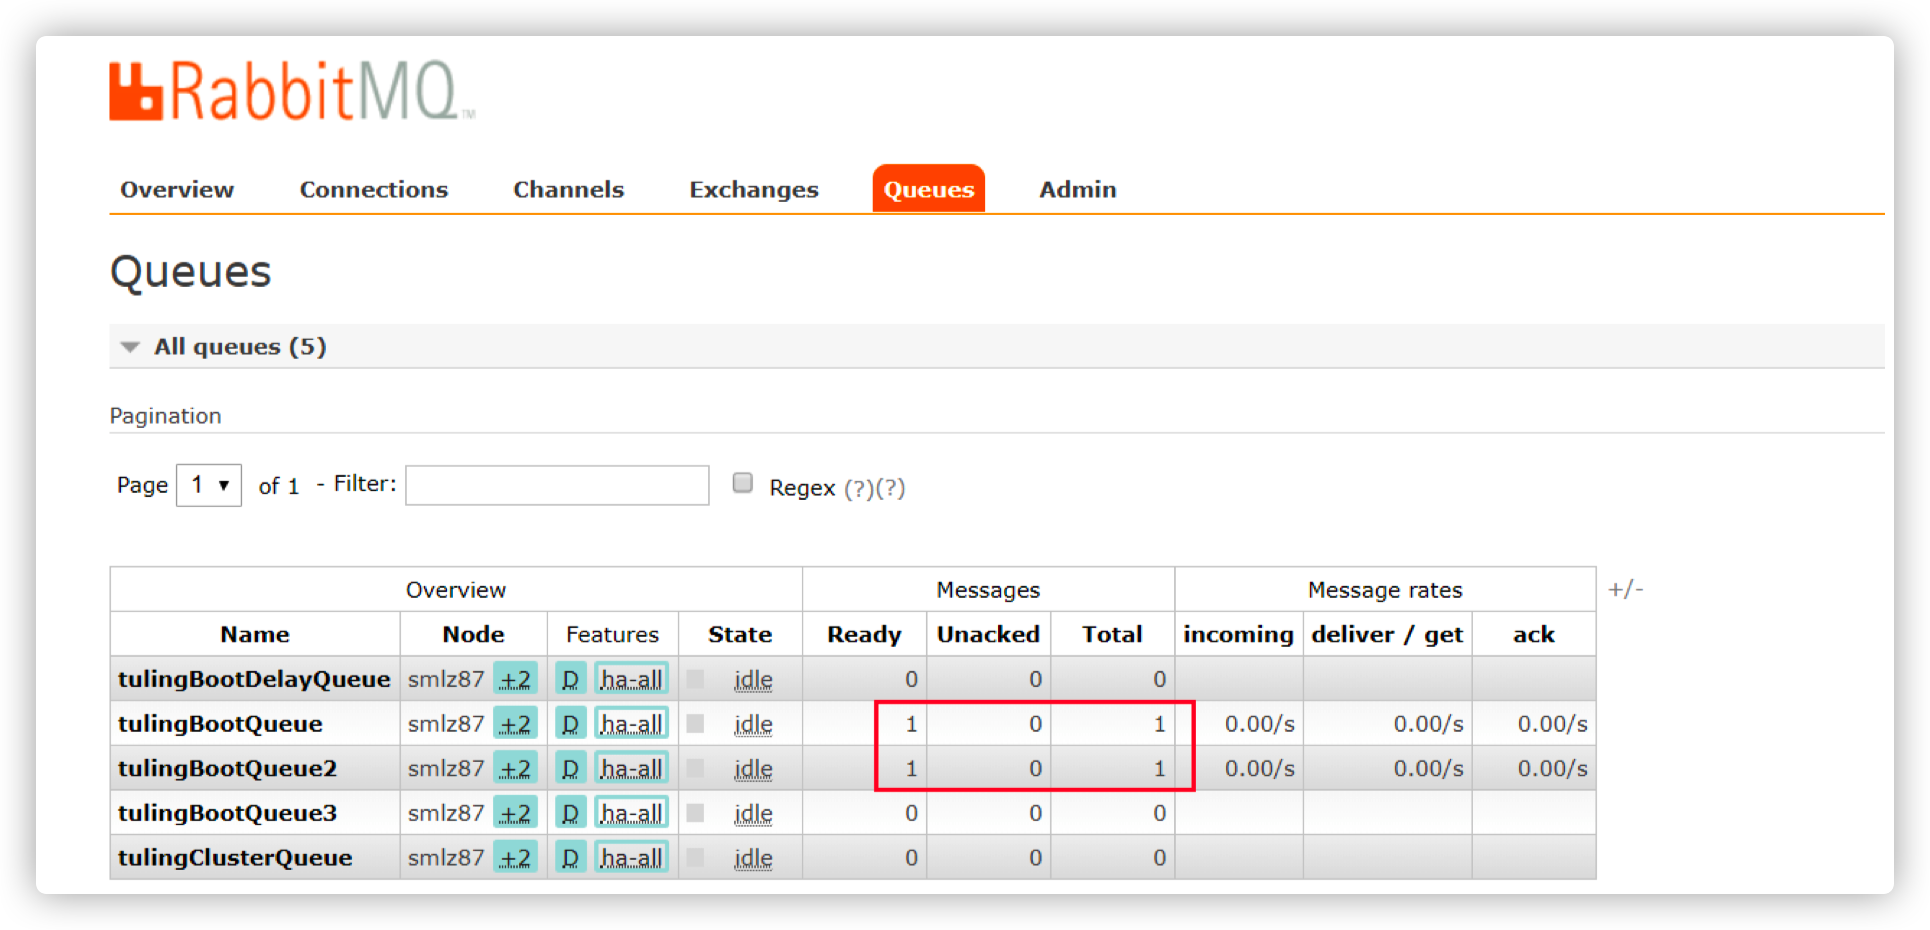 RabbitMQ TM
Overview Connections Channels Exchanges Queues Admin
Queues
All queues (5)
Pagination
Page 1 of 1 - Filter: Regex (?)(?)
Overview Messages Message rates +/-
Name Node Features State Ready Unacked Total incoming deliver / get ack
tulingBootDelayQueue smlz87 +2 D ha-all idle 0 0 0
tulingBootQueue smlz87 +2 D ha-all idle 1 0 1 0.00/s 0.00/s 0.00/s
tulingBootQueue2 smlz87 +2 D ha-all idle 1 0 1 0.00/s 0.00/s 0.00/s
tulingBootQueue3 smlz87 +2 D ha-all idle 0 0 0
tulingClusterQueue smlz87 +2 D ha-all idle 0 0 0